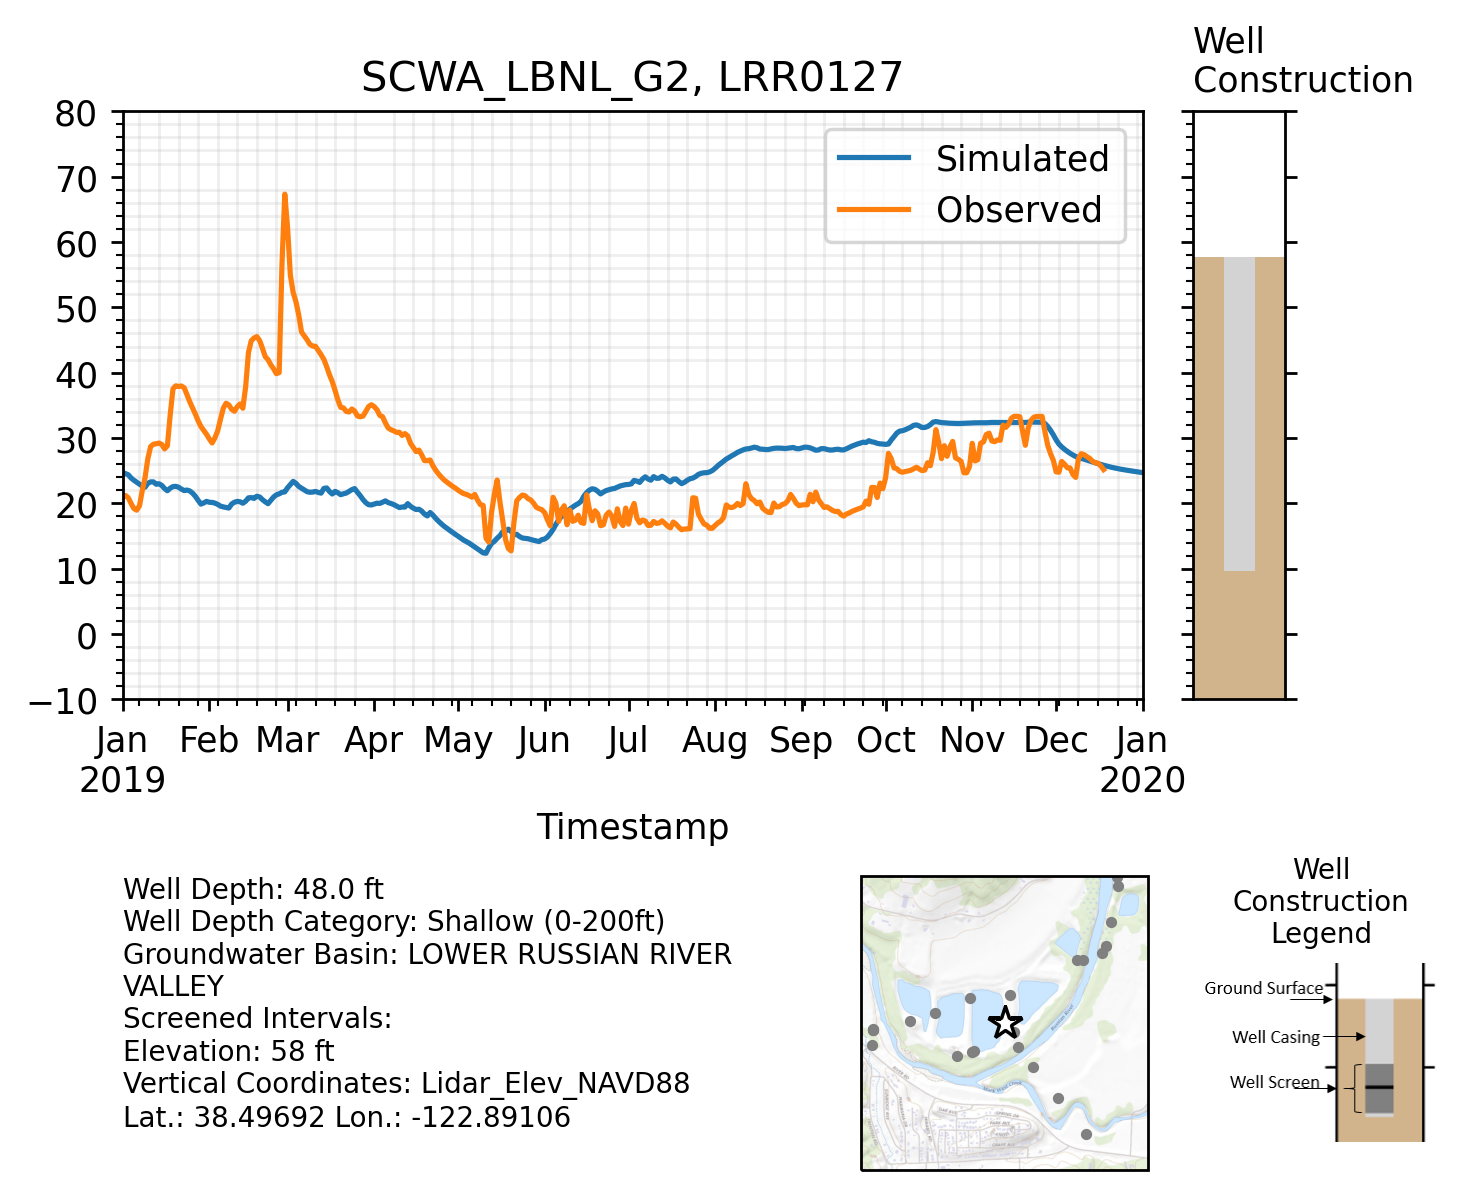 Well
Construction
SCWA_LBNL_G2, LRR0127
80
70
60
50
40
30
20
10
0
−10
Simulated
Observed
Jan Feb Mar Apr May Jun Jul Aug Sep Oct Nov Dec Jan
2019 2020
Timestamp
Well Depth: 48.0 ft
Well Depth Category: Shallow (0-200ft)
Groundwater Basin: LOWER RUSSIAN RIVER
VALLEY
Screened Intervals:
Elevation: 58 ft
Vertical Coordinates: Lidar_Elev_NAVD88
Lat.: 38.49692 Lon.: -122.89106
Well
Construction
Legend
Ground Surface
Well Casing
Well Screen